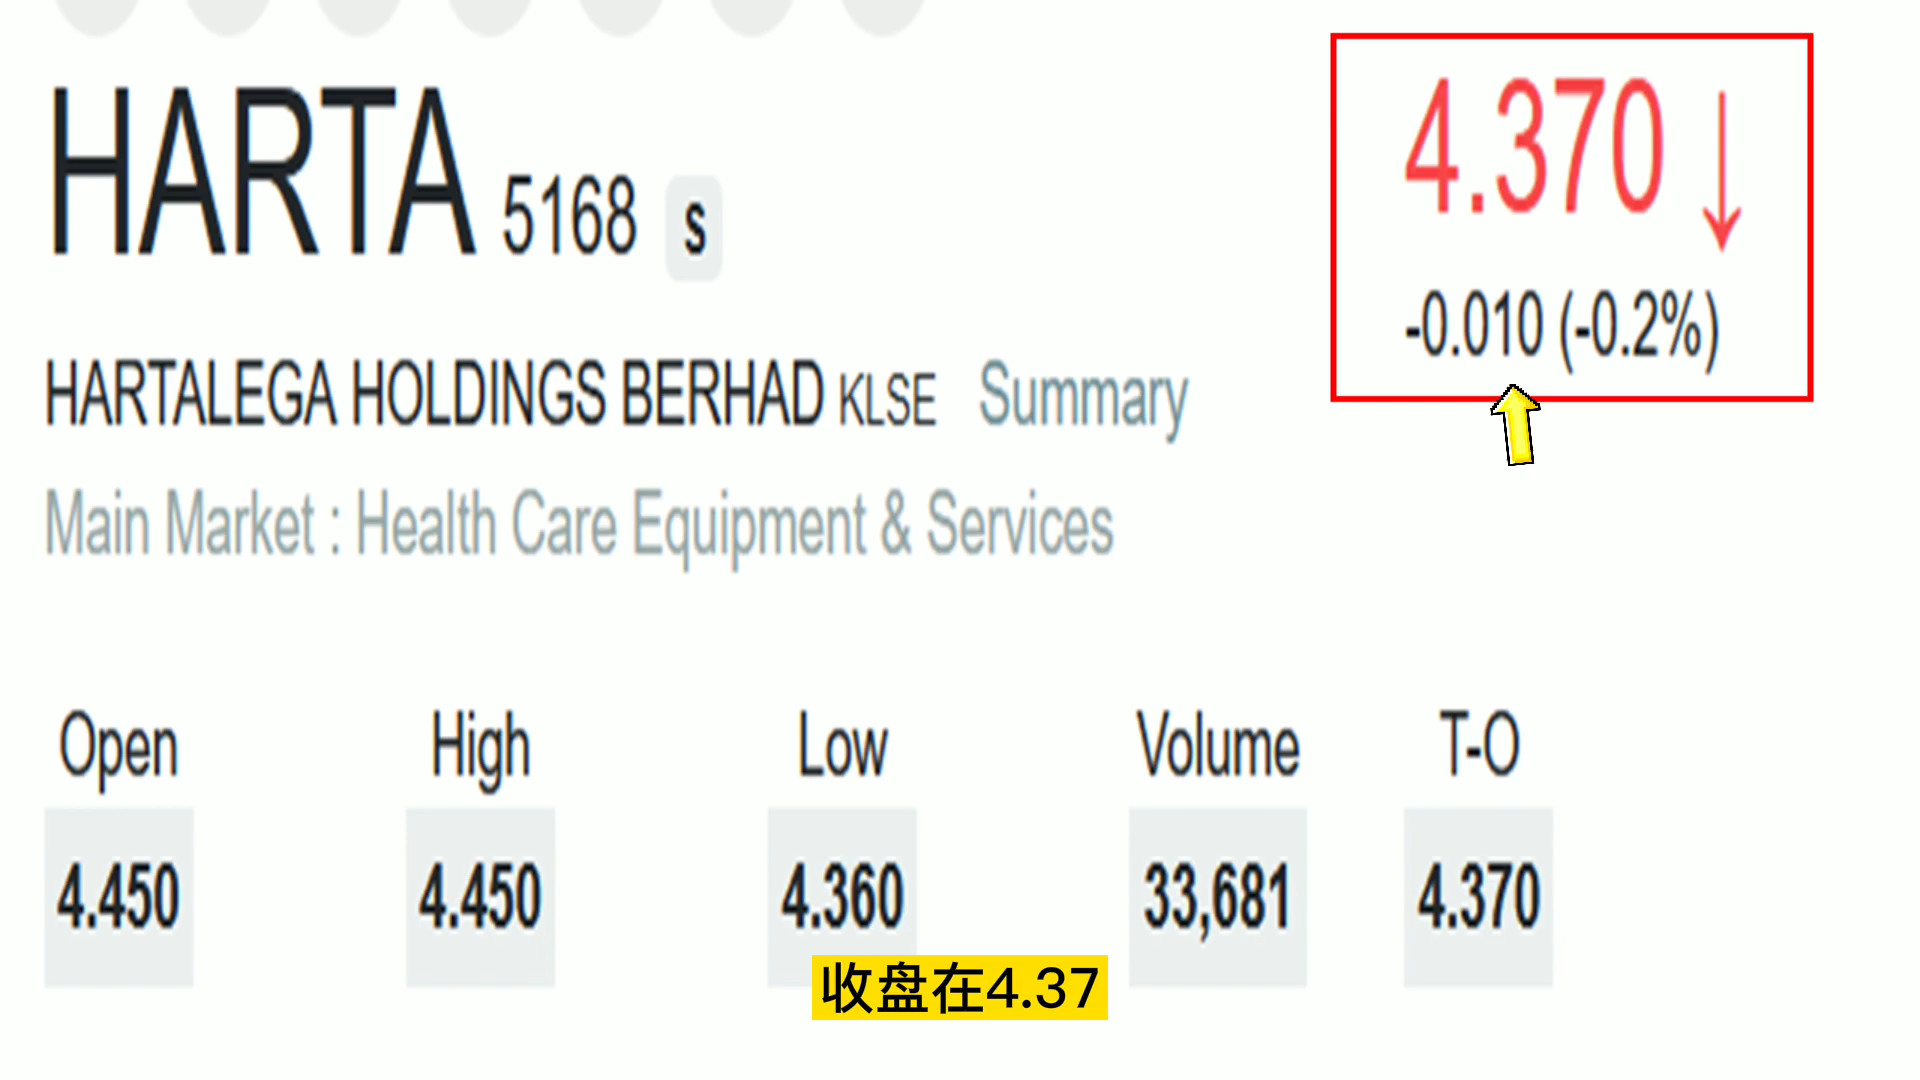 HARTA 5168 s
4.370 ↓
-0.010 (-0.2%)
HARTALEGA HOLDINGS BERHAD KLSE Summary
Main Market : Health Care Equipment & Services
Open High Low Volume T-O
4.450 4.450 4.360 33,681 4.370
收盘在4.37